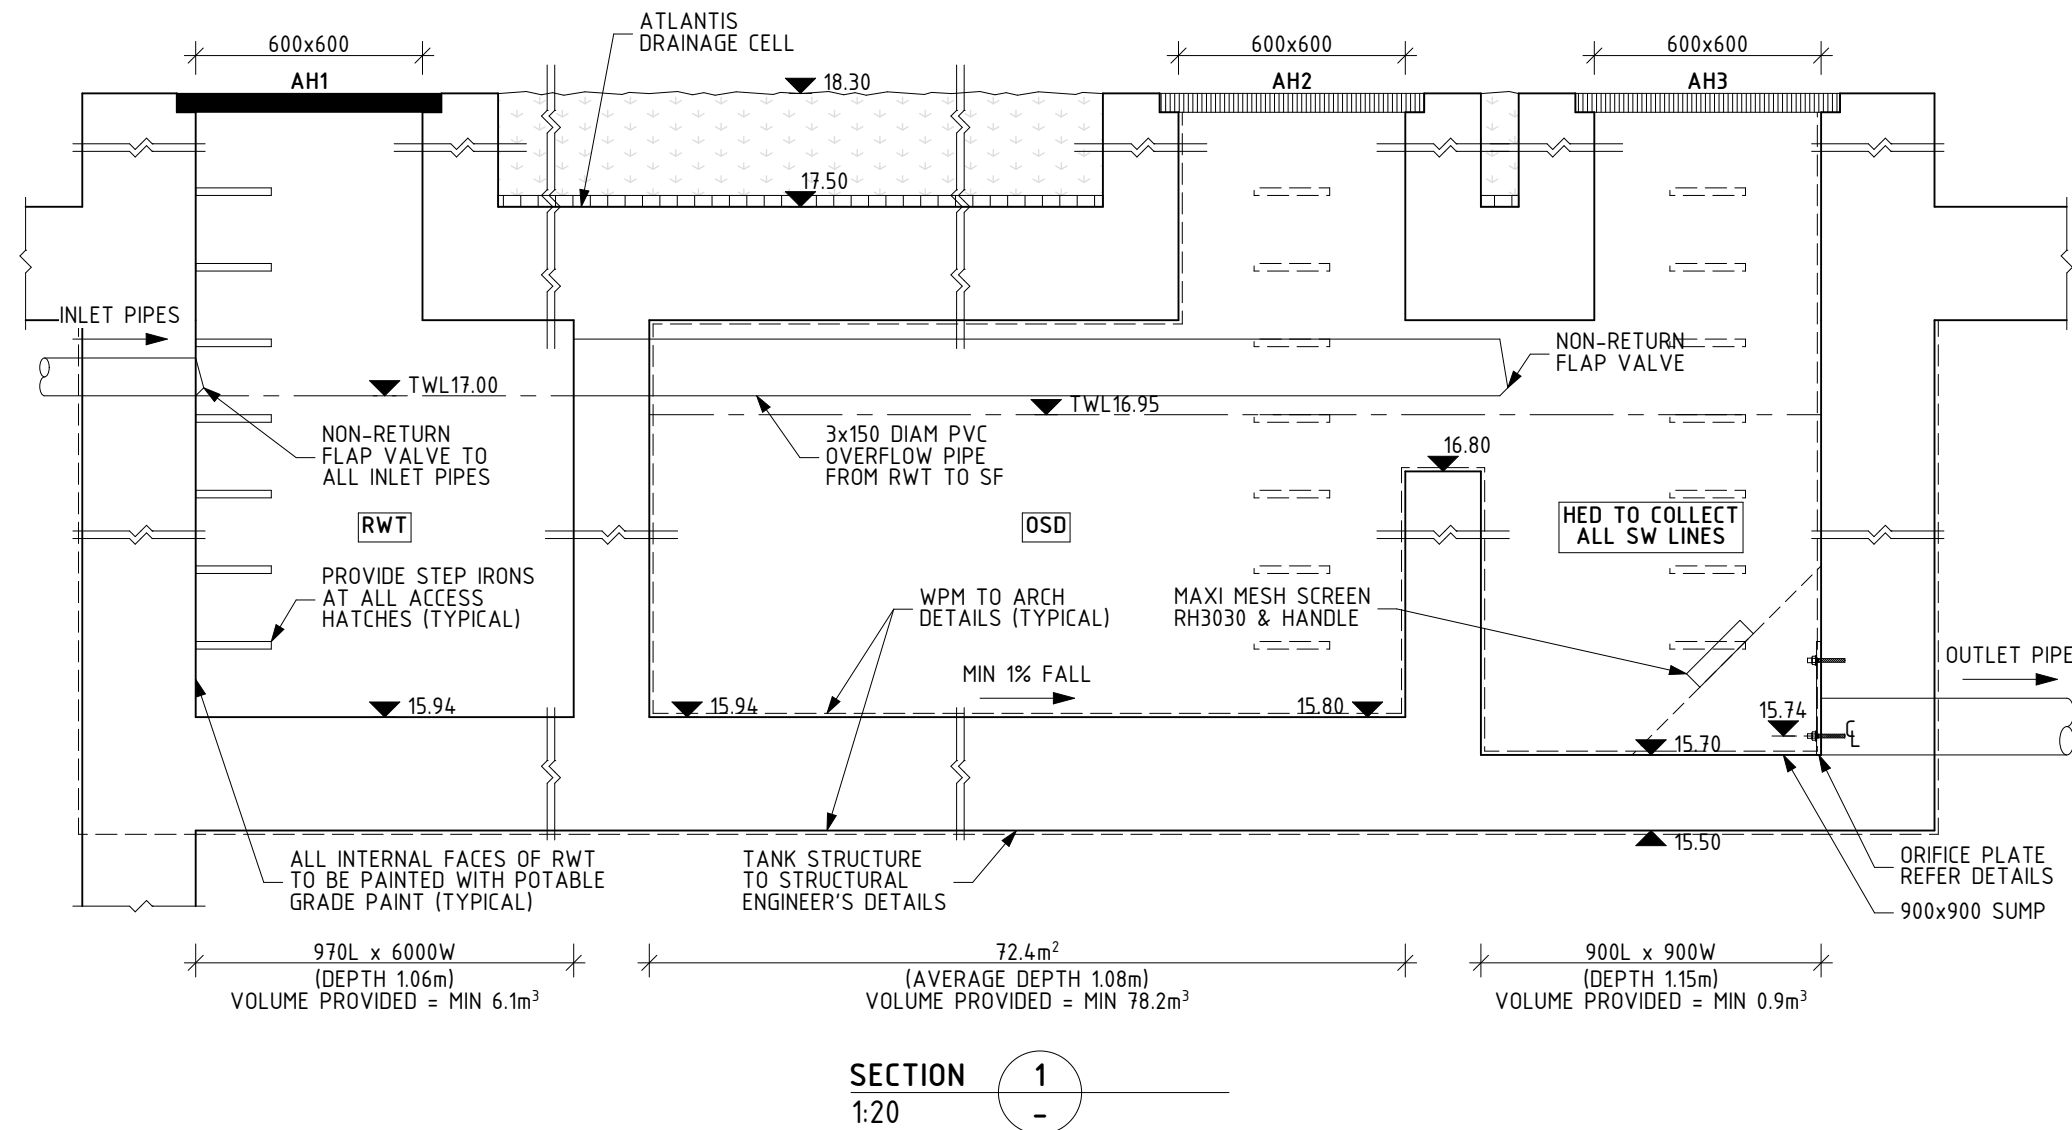 ATLANTIS
DRAINAGE CELL
600x600
AH1
18.30
600x600
AH2
600x600
AH3
17.50
INLET PIPES
NON-RETURN
FLAP VALVE
TWL17.00
TWL16.95
NON-RETURN
FLAP VALVE TO
ALL INLET PIPES
3x150 DIAM PVC
OVERFLOW PIPE
FROM RWT TO SF
16.80
RWT
OSD
HED TO COLLECT
ALL SW LINES
PROVIDE STEP IRONS
AT ALL ACCESS
HATCHES (TYPICAL)
WPM TO ARCH
DETAILS (TYPICAL)
MAXI MESH SCREEN
RH3030 & HANDLE
MIN 1% FALL
OUTLET PIPE
15.94
15.94
15.80
15.74
CL
15.70
15.50
ALL INTERNAL FACES OF RWT
TO BE PAINTED WITH POTABLE
GRADE PAINT (TYPICAL)
TANK STRUCTURE
TO STRUCTURAL
ENGINEER'S DETAILS
ORIFICE PLATE
REFER DETAILS
900x900 SUMP
970L x 6000W
(DEPTH 1.06m)
VOLUME PROVIDED = MIN 6.1m³
72.4m²
(AVERAGE DEPTH 1.08m)
VOLUME PROVIDED = MIN 78.2m³
900L x 900W
(DEPTH 1.15m)
VOLUME PROVIDED = MIN 0.9m³
SECTION 1
1:20 -